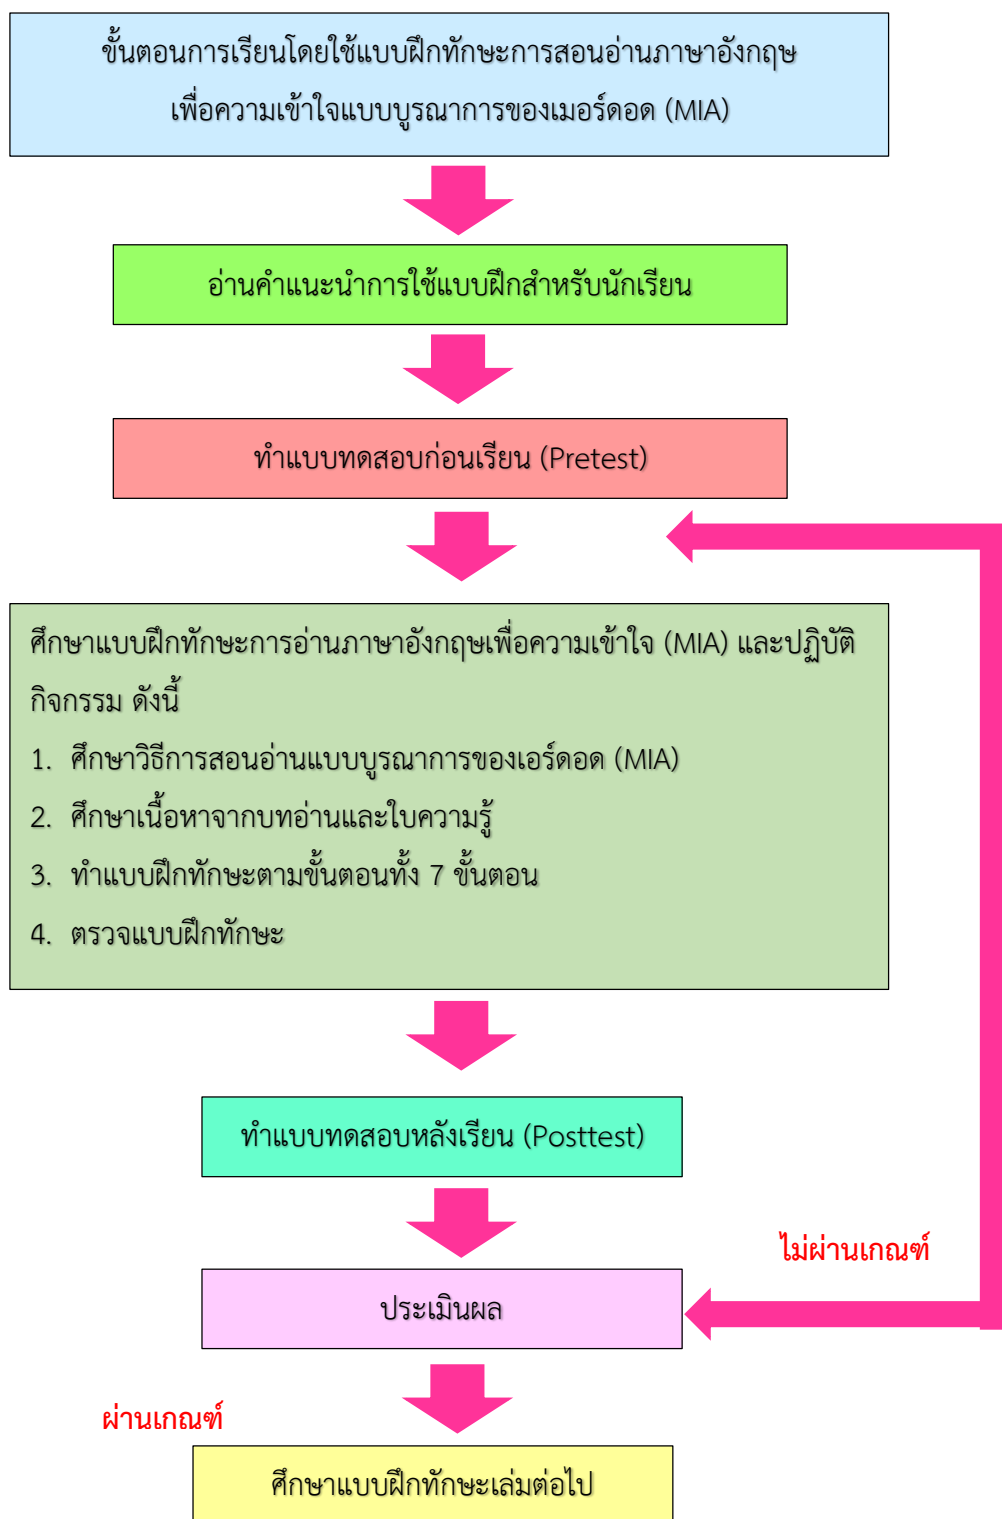 ขั้นตอนการเรียนโดยใช้แบบฝึกทักษะการสอนอ่านภาษาอังกฤษ
เพื่อความเข้าใจแบบบูรณาการของเมอร์ดอด (MIA)
อ่านคำแนะนำการใช้แบบฝึกสำหรับนักเรียน
ทำแบบทดสอบก่อนเรียน (Pretest)
ศึกษาแบบฝึกทักษะการอ่านภาษาอังกฤษเพื่อความเข้าใจ (MIA) และปฏิบัติ
กิจกรรม ดังนี้
1. ศึกษาวิธีการสอนอ่านแบบบูรณาการของเอร์ดอด (MIA)
2. ศึกษาเนื้อหาจากบทอ่านและใบความรู้
3. ทำแบบฝึกทักษะตามขั้นตอนทั้ง 7 ขั้นตอน
4. ตรวจแบบฝึกทักษะ
ทำแบบทดสอบหลังเรียน (Posttest)
ไม่ผ่านเกณฑ์
ประเมินผล
ผ่านเกณฑ์
ศึกษาแบบฝึกทักษะเล่มต่อไป